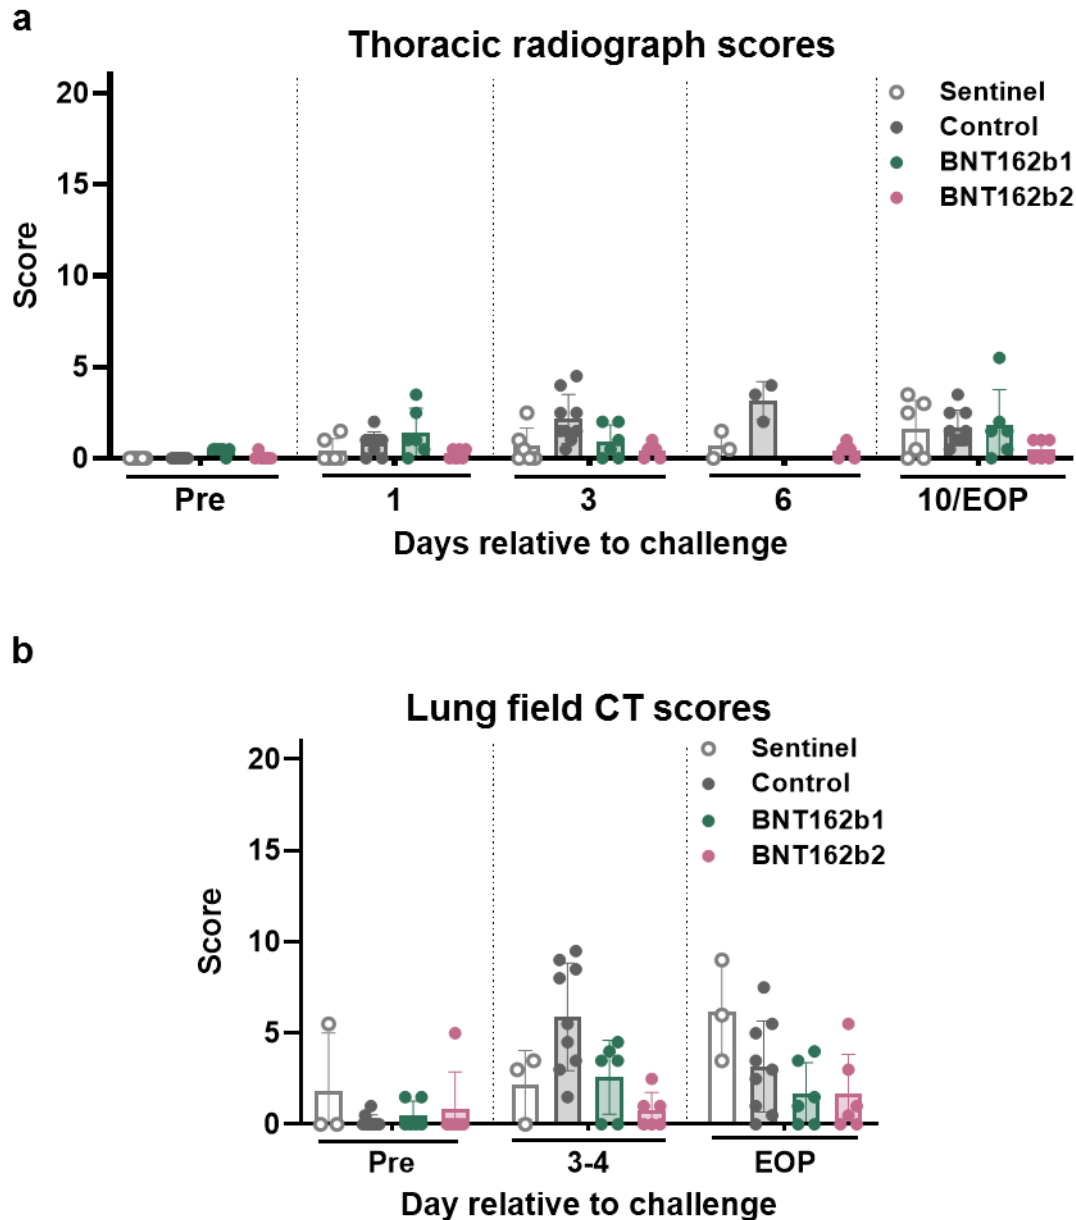 a
Thoracic radiograph scores
20
15
10
5
0
Score
Sentinel
Control
BNT162b1
BNT162b2
Pre
1
3
6
10/EOP
Days relative to challenge
b
Lung field CT scores
20
15
10
5
0
Score
Sentinel
Control
BNT162b1
BNT162b2
Pre
3-4
EOP
Day relative to challenge